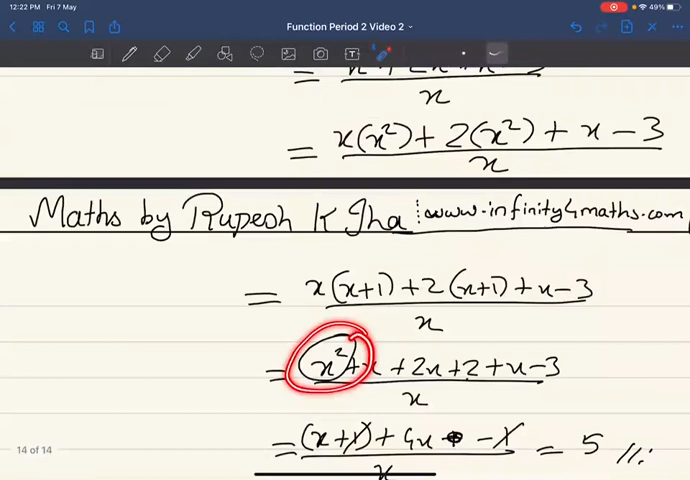 12:22 PM Fri 7 May
49%
Function Period 2 Video 2
x
= x(x²) + 2(x²) + x - 3
x
Maths by Rupesh K Jha www.infinity4maths.com
= x(x+1) + 2(x+1) + x - 3
x
= x² + x + 2x + 2 + x - 3
x
= (x + 1) + 4x - 1 = 5 //.
x
14 of 14